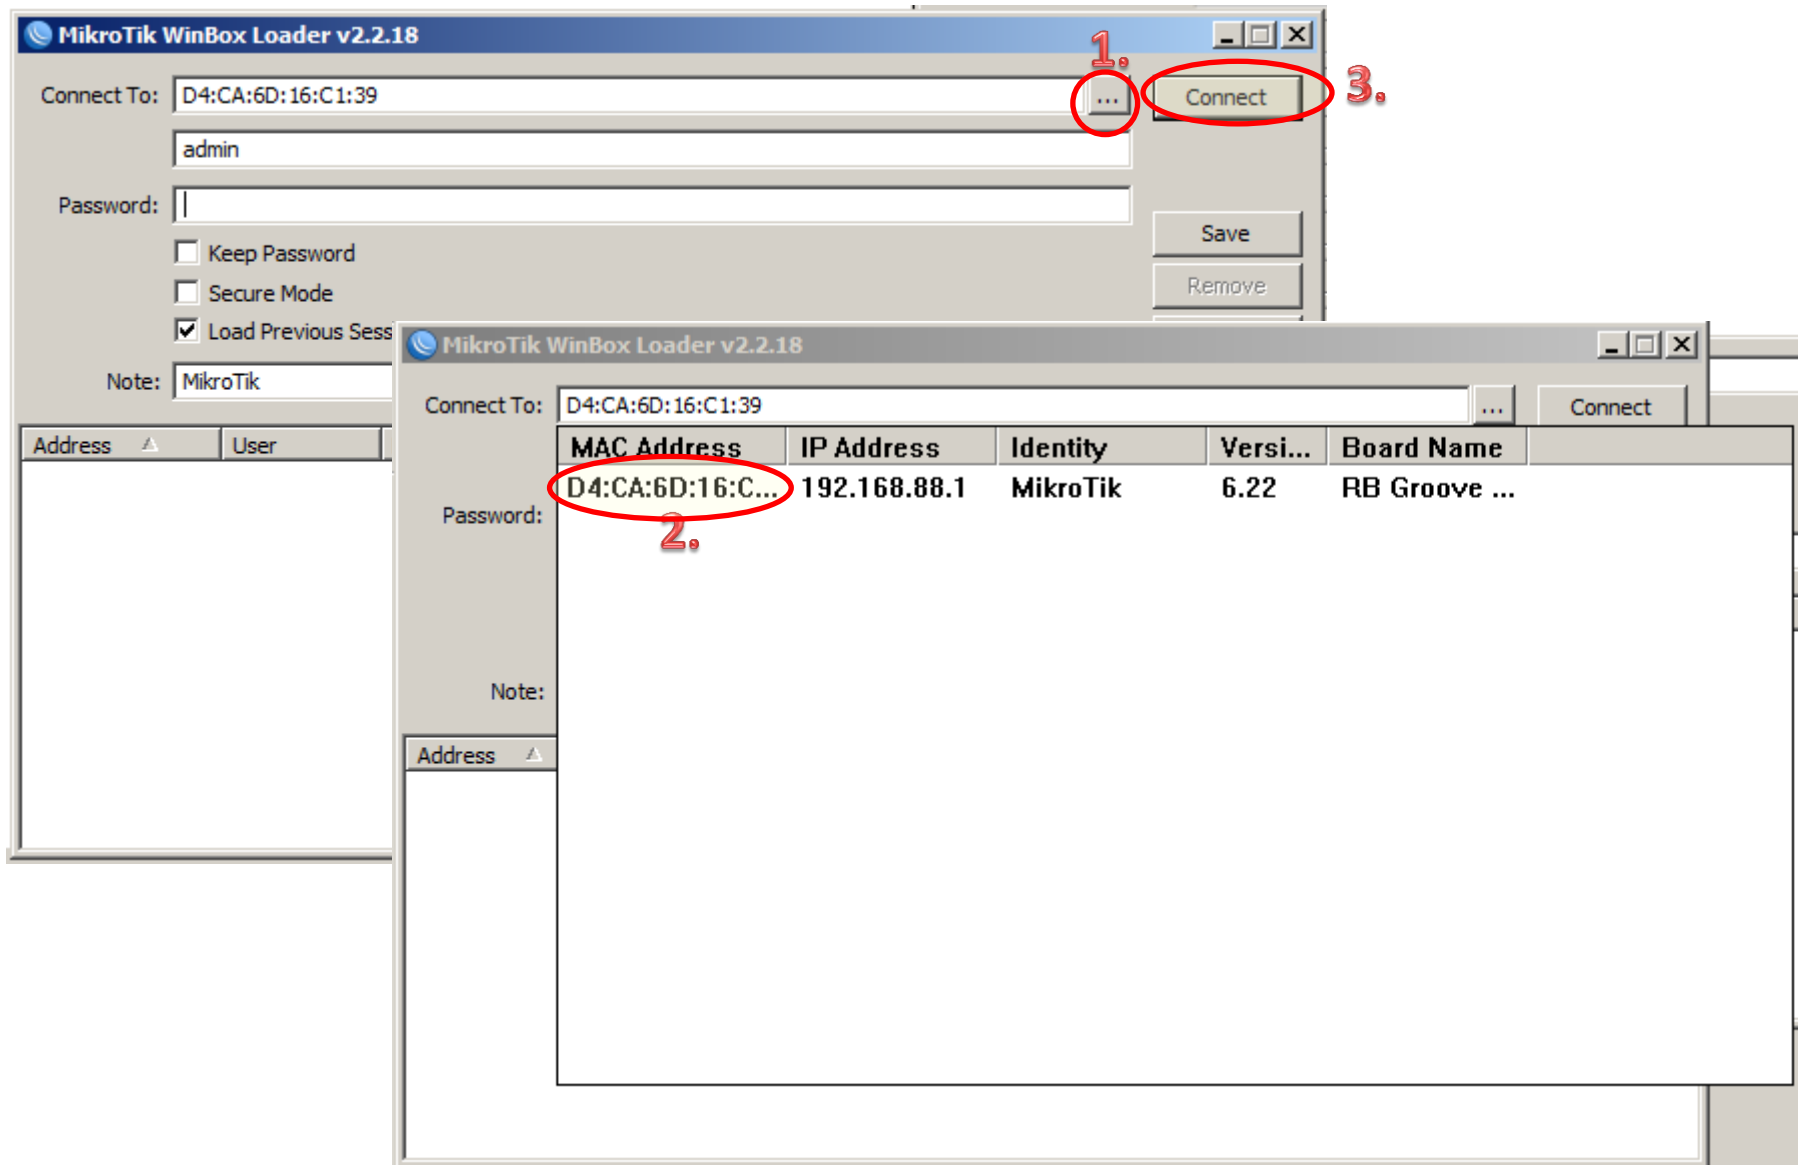 MikroTik WinBox Loader v2.2.18
1.
Connect To: D4:CA:6D:16:C1:39 ... Connect
3.
admin
Password:
Save
Keep Password
Remove
Secure Mode
Load Previous Sess
Note: MikroTik
Address User
MikroTik WinBox Loader v2.2.18
Connect To: D4:CA:6D:16:C1:39 ... Connect
MAC Address IP Address Identity Versi... Board Name
D4:CA:6D:16:C... 192.168.88.1 MikroTik 6.22 RB Groove ...
Password:
2.
Note:
Address